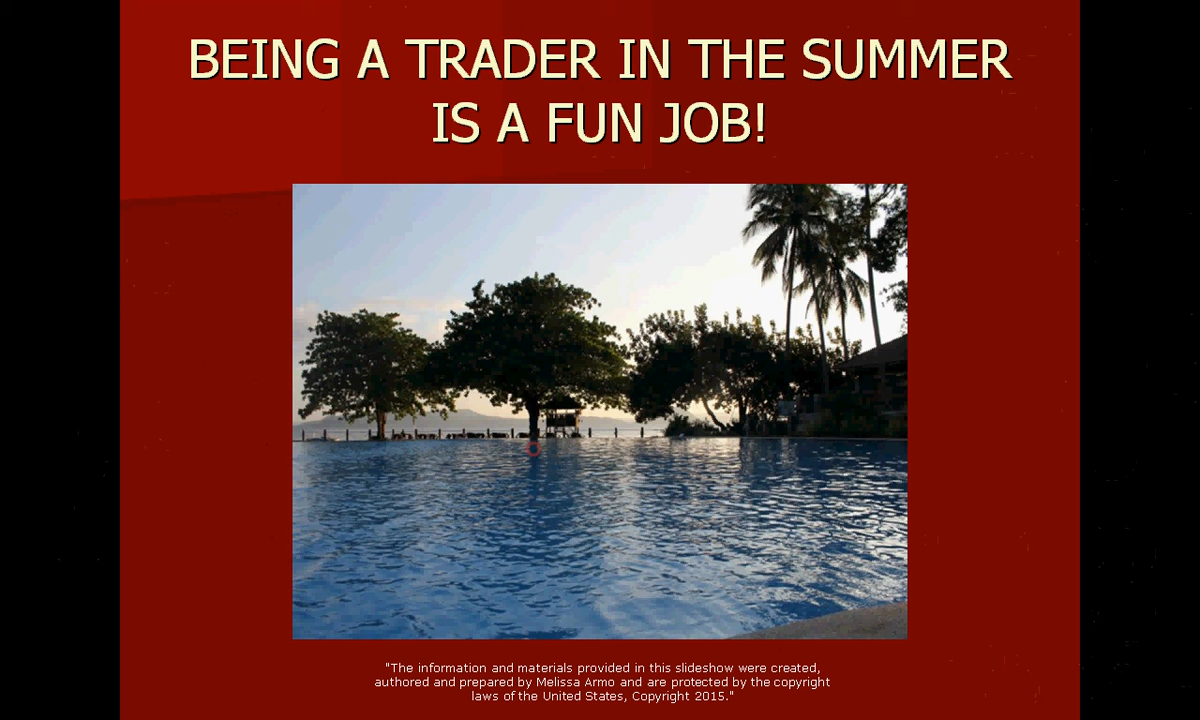 BEING A TRADER IN THE SUMMER
IS A FUN JOB!
"The information and materials provided in this slideshow were created,
authored and prepared by Melissa Armo and are protected by the copyright
laws of the United States, Copyright 2015."